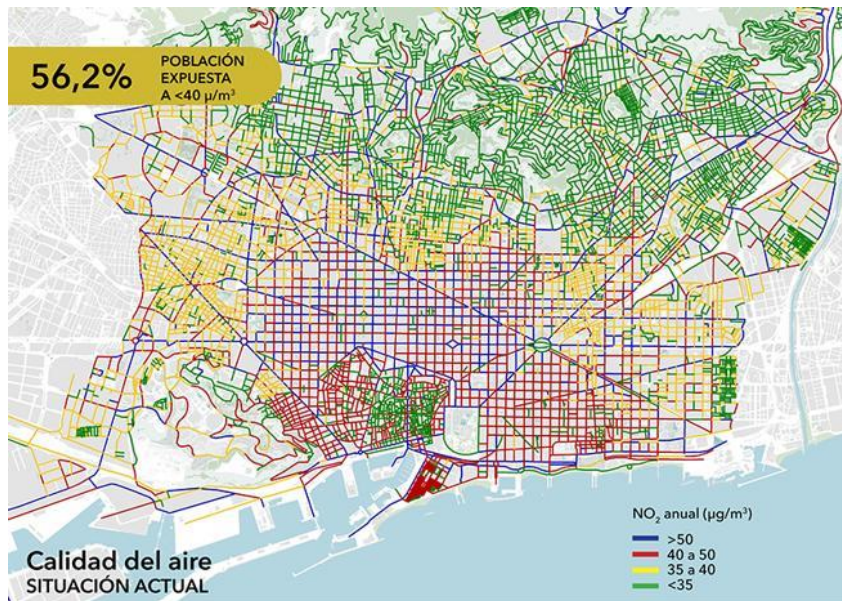 56,2%
POBLACIÓN
EXPUESTA
A <40 µ/m³
NO₂ anual (µg/m³)
>50
40 a 50
35 a 40
<35
Calidad del aire
SITUACIÓN ACTUAL